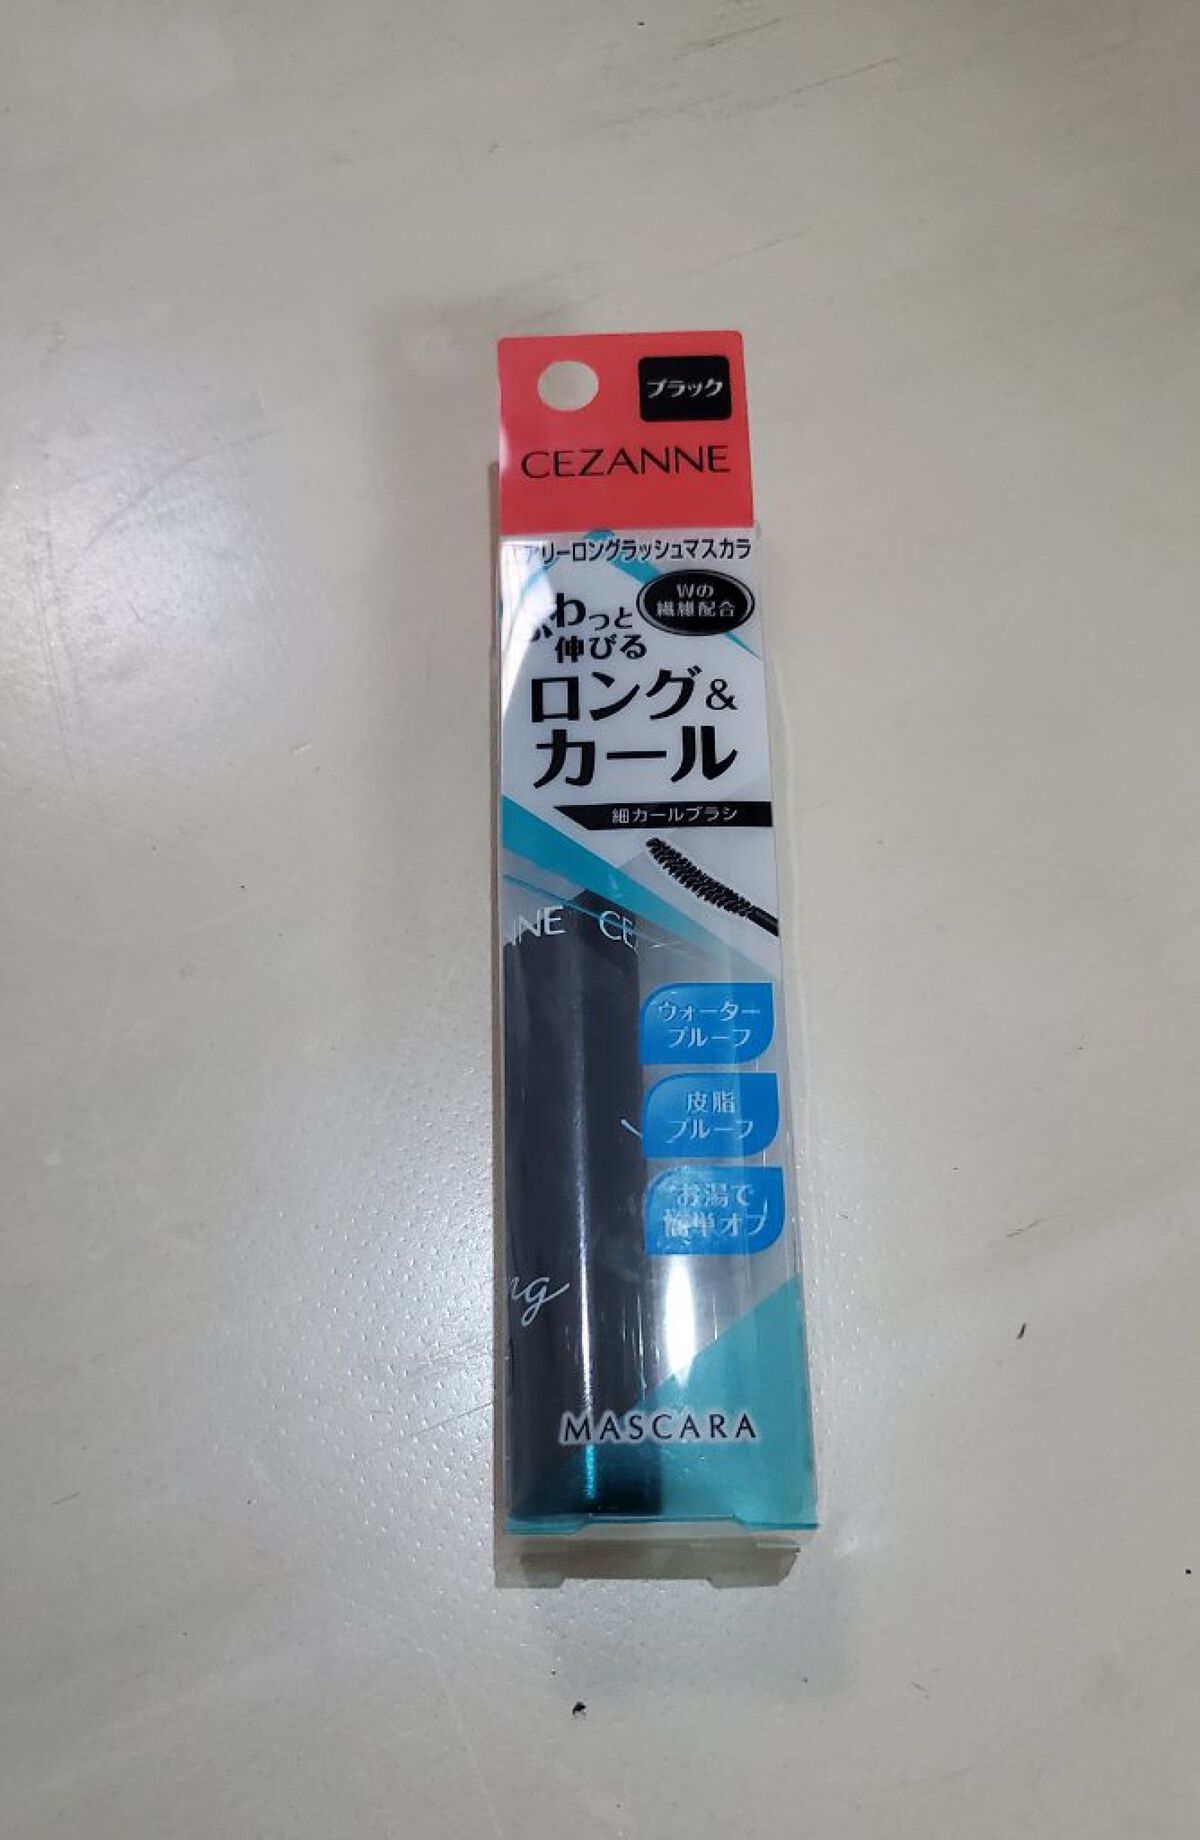 ブラック
CEZANNE
エアリーロングラッシュマスカラ
Wの
繊維配合
ふわっと
伸びる
ロング&
カール
細カールブラシ
NNE CE
ウォーター
プルーフ
皮脂
プルーフ
お湯で
簡単オフ
ng
MASCARA